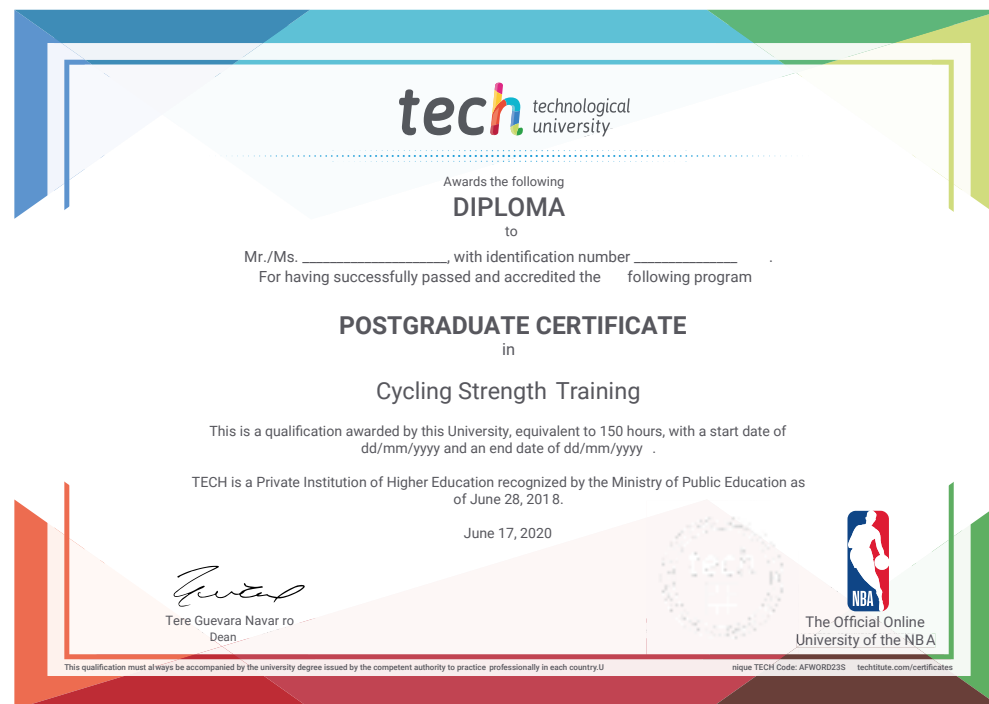 tech technological
university
Awards the following
DIPLOMA
to
Mr./Ms. ______________________, with identification number ______________ .
For having successfully passed and accredited the following program
POSTGRADUATE CERTIFICATE
in
Cycling Strength Training
This is a qualification awarded by this University, equivalent to 150 hours, with a start date of
dd/mm/yyyy and an end date of dd/mm/yyyy .
TECH is a Private Institution of Higher Education recognized by the Ministry of Public Education as
of June 28, 2018.
June 17, 2020
NBA
Tere Guevara Navar ro
Dean
The Official Online
University of the NB A
This qualification must always be accompanied by the university degree issued by the competent authority to practice professionally in each country.U nique TECH Code: AFWORD23S techtitute.com/certificates